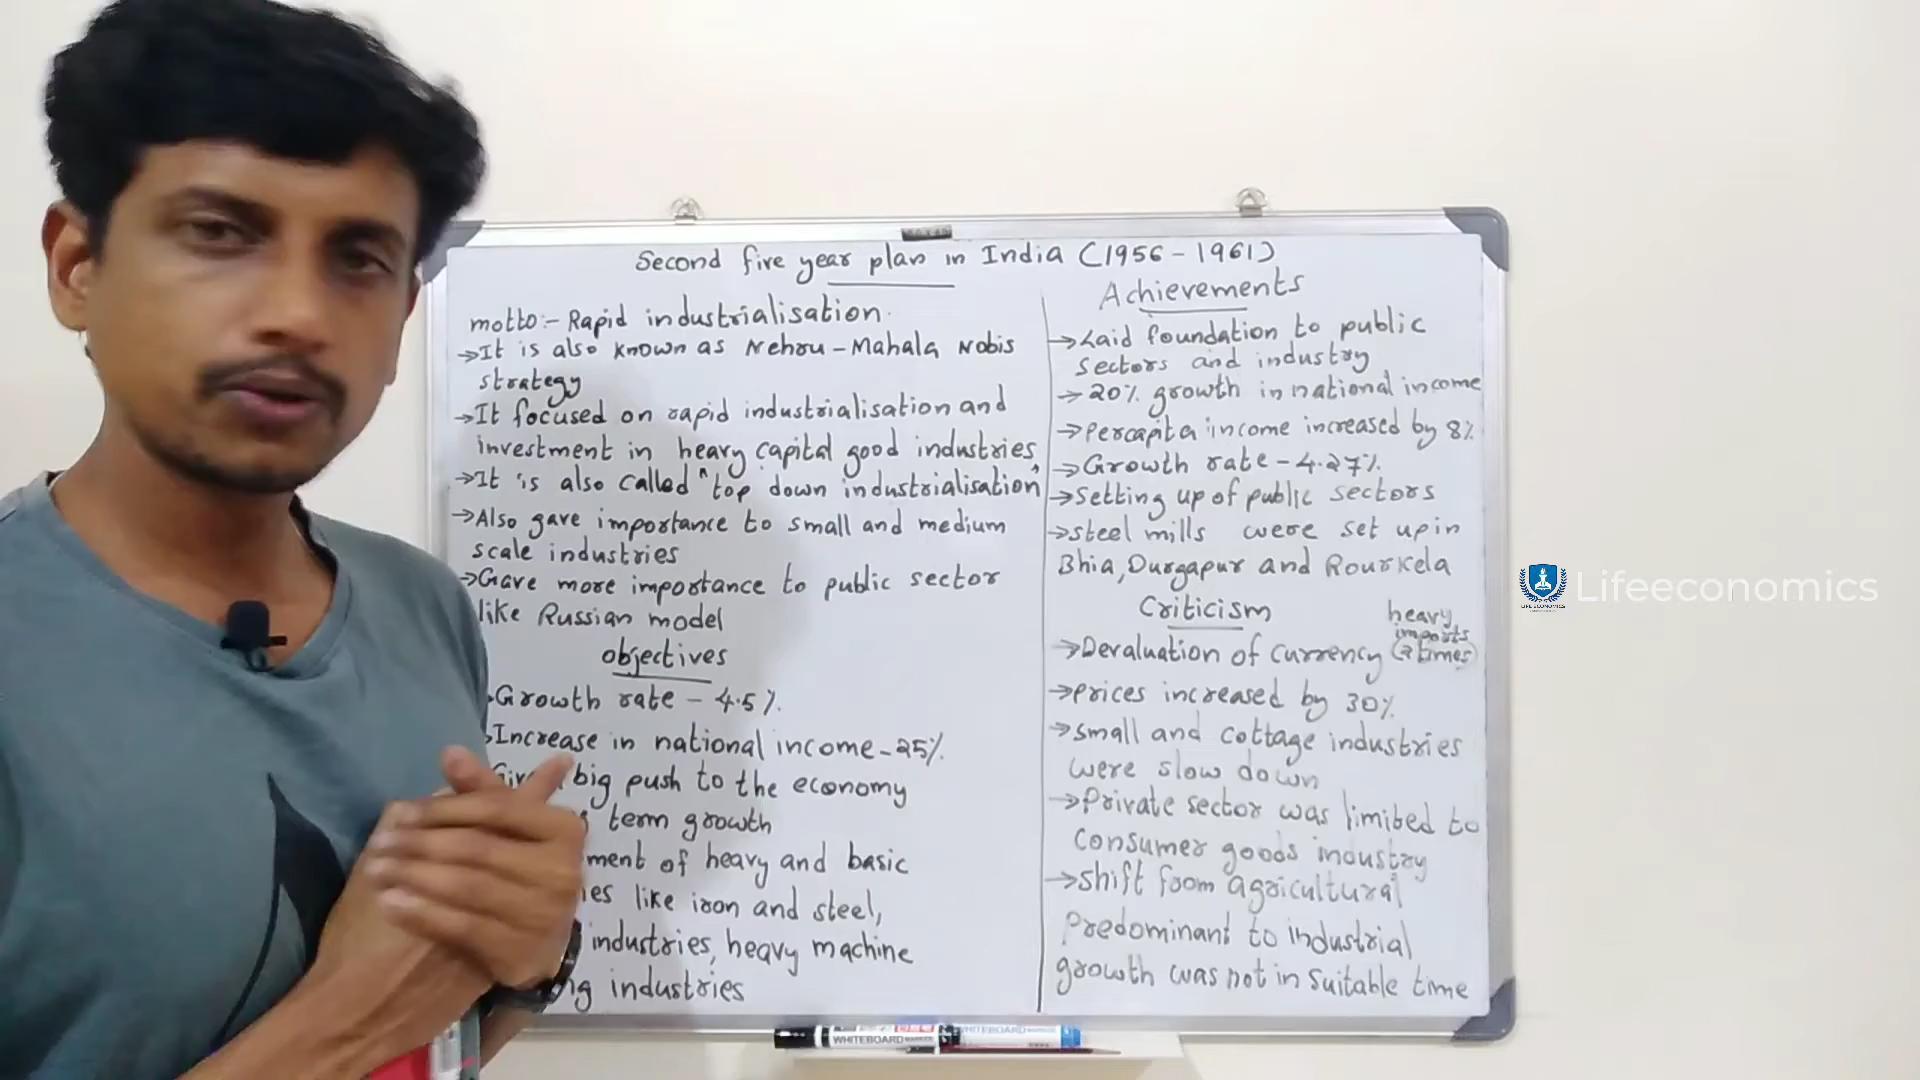 Second five year plan in India (1956-1961)
motto:- Rapid industrialisation.
→It is also known as Nehru-Mahala Nobis
strategy
→It focused on rapid industrialisation and
investment in heavy capital good industries
→It is also called "top down industrialisation"
→Also gave importance to small and medium
scale industries
→Gave more importance to public sector
like Russian model
objectives
Growth rate - 4.5%.
Increase in national income-25%.
big push to the economy
term growth
ment of heavy and basic
ies like iron and steel,
industries, heavy machine
ng industries
Achievements
→Laid foundation to public
sectors and industry
→20% growth in national income
→percapita income increased by 8%
→Growth rate-4.27%.
→Setting up of public sectors
→steel mills were set up in
Bhia, Durgapur and Rourkela
Criticism
heavy
imports
→Devaluation of currency (2 times)
→prices increased by 30%
→small and cottage industries
were slow down
→Private sector was limited to
consumer goods industry
→shift from agricultural
Predominant to industrial
growth was not in suitable time
Lifeeconomics
LIFE ECONOMICS
WHITEBOARD
WHITEBOARD